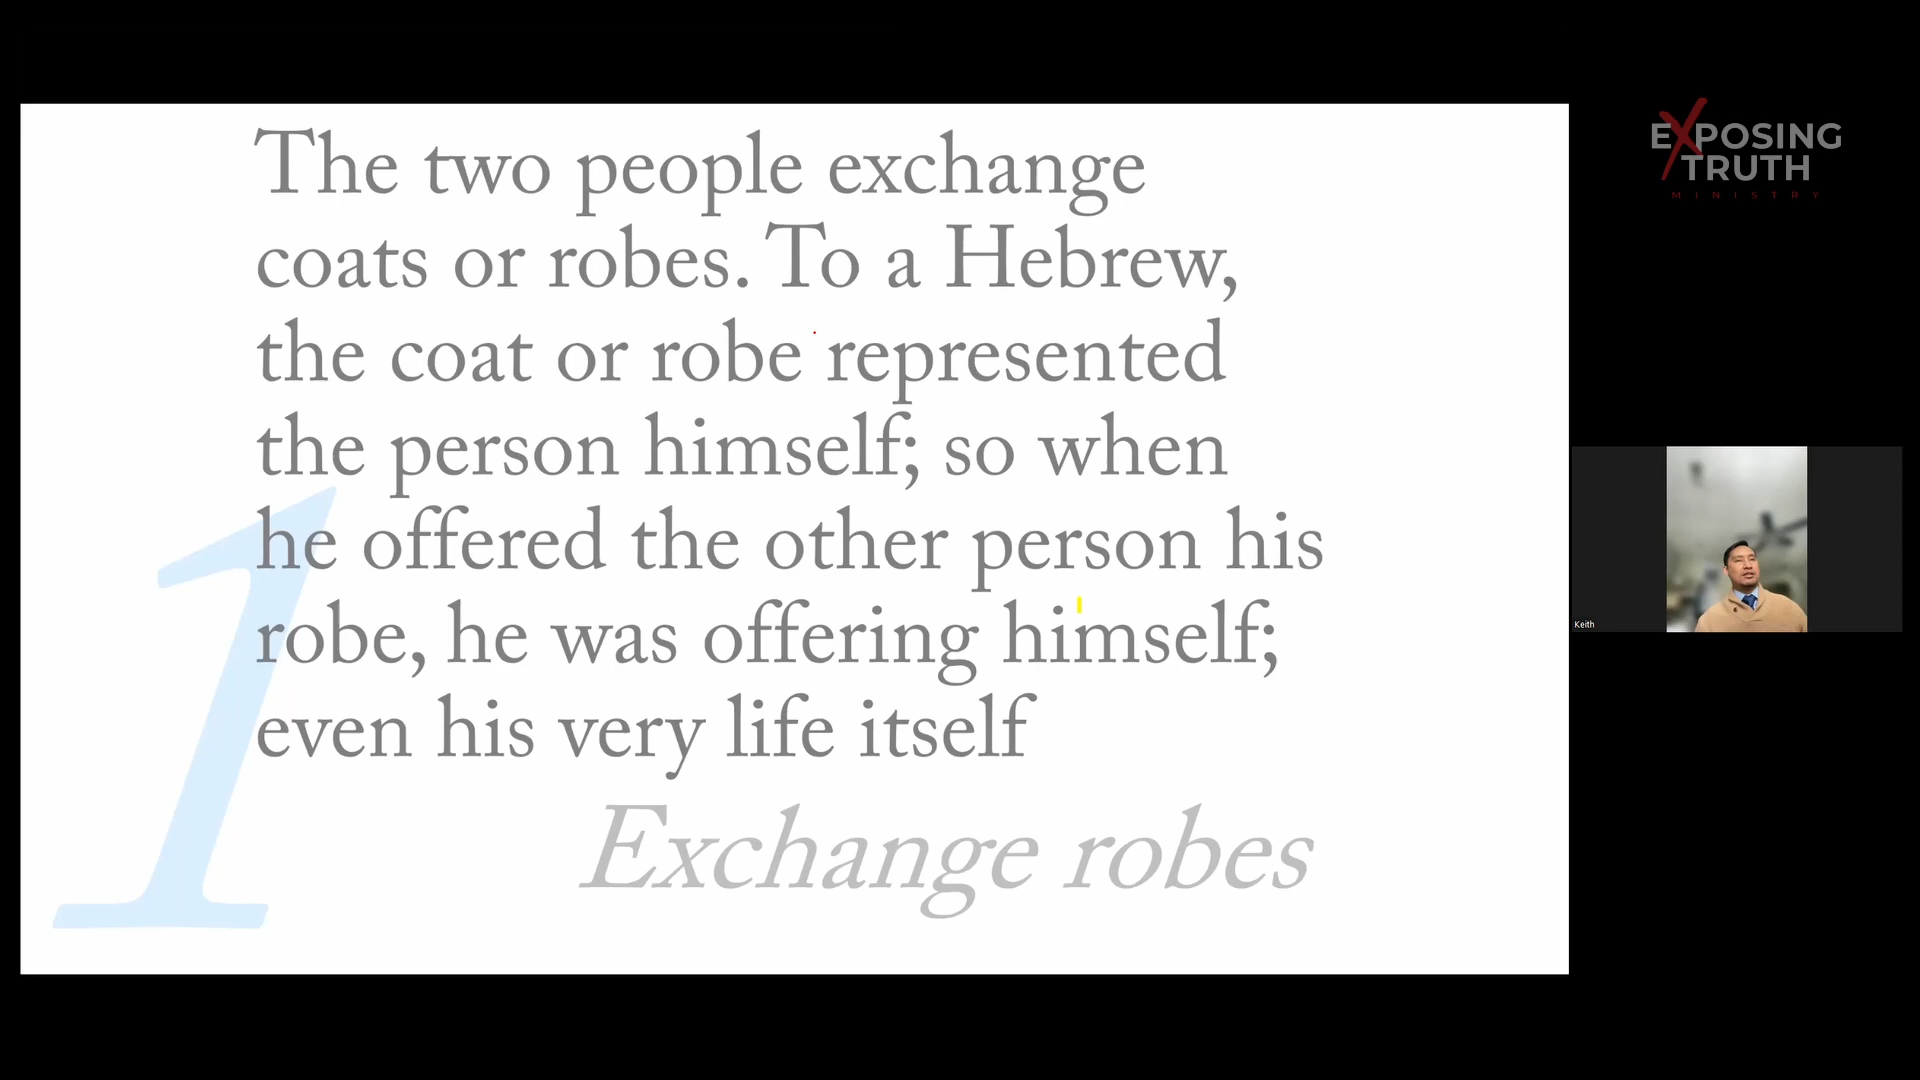 The two people exchange
coats or robes. To a Hebrew,
the coat or robe represented
the person himself; so when
he offered the other person his
robe, he was offering himself;
even his very life itself
1
Exchange robes
EXPOSING
TRUTH
MINISTRY
Keith